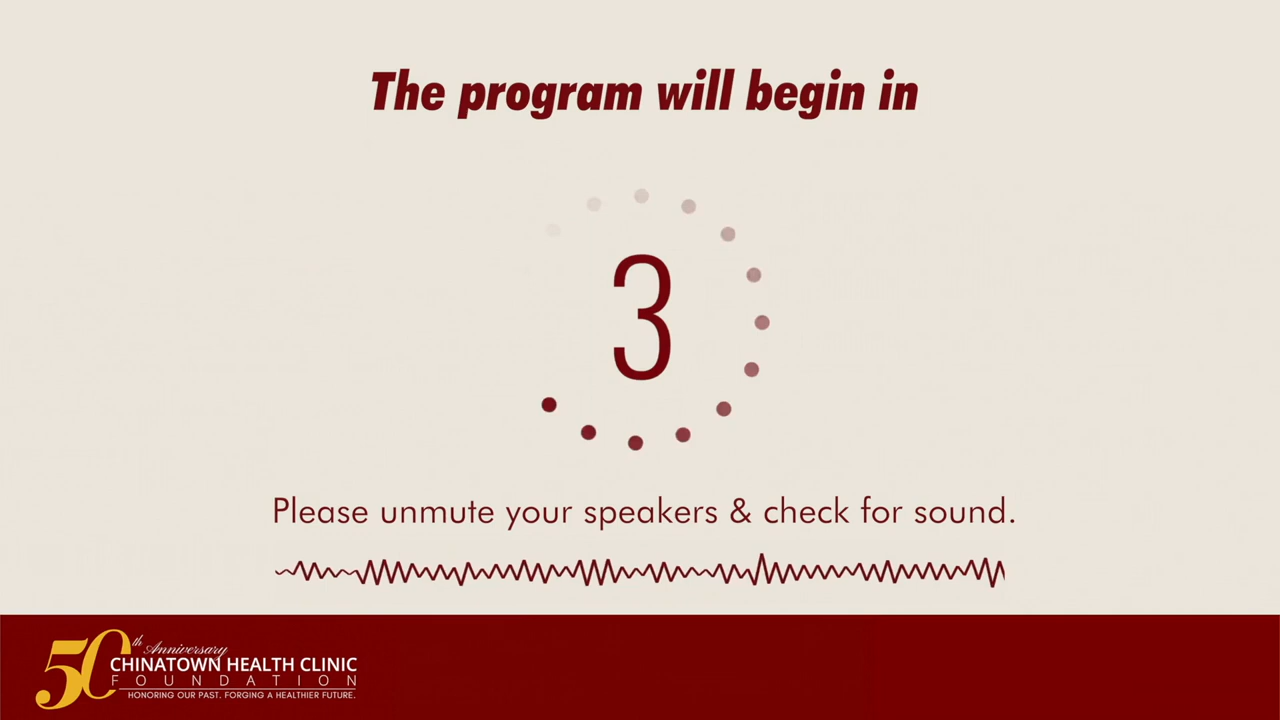 The program will begin in
3
Please unmute your speakers & check for sound.
50th Anniversary
CHINATOWN HEALTH CLINIC
FOUNDATION
HONORING OUR PAST. FORGING A HEALTHIER FUTURE.